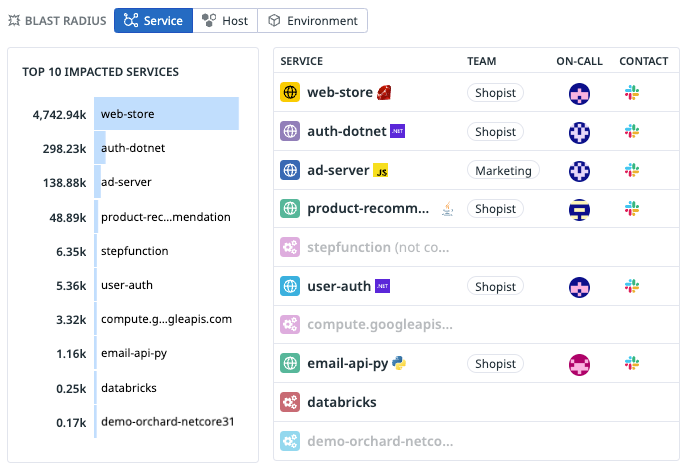 BLAST RADIUS Service Host Environment
TOP 10 IMPACTED SERVICES
4,742.94k web-store
298.23k auth-dotnet
138.88k ad-server
48.89k product-rec...mendation
6.35k stepfunction
5.36k user-auth
3.32k compute.g...gleapis.com
1.16k email-api-py
0.25k databricks
0.17k demo-orchard-netcore31
SERVICE TEAM ON-CALL CONTACT
web-store Shopist
auth-dotnet .NET Shopist
ad-server JS Marketing
product-recomm... Shopist
stepfunction (not co...
user-auth .NET Shopist
compute.googleapis...
email-api-py Shopist
databricks
demo-orchard-netco...